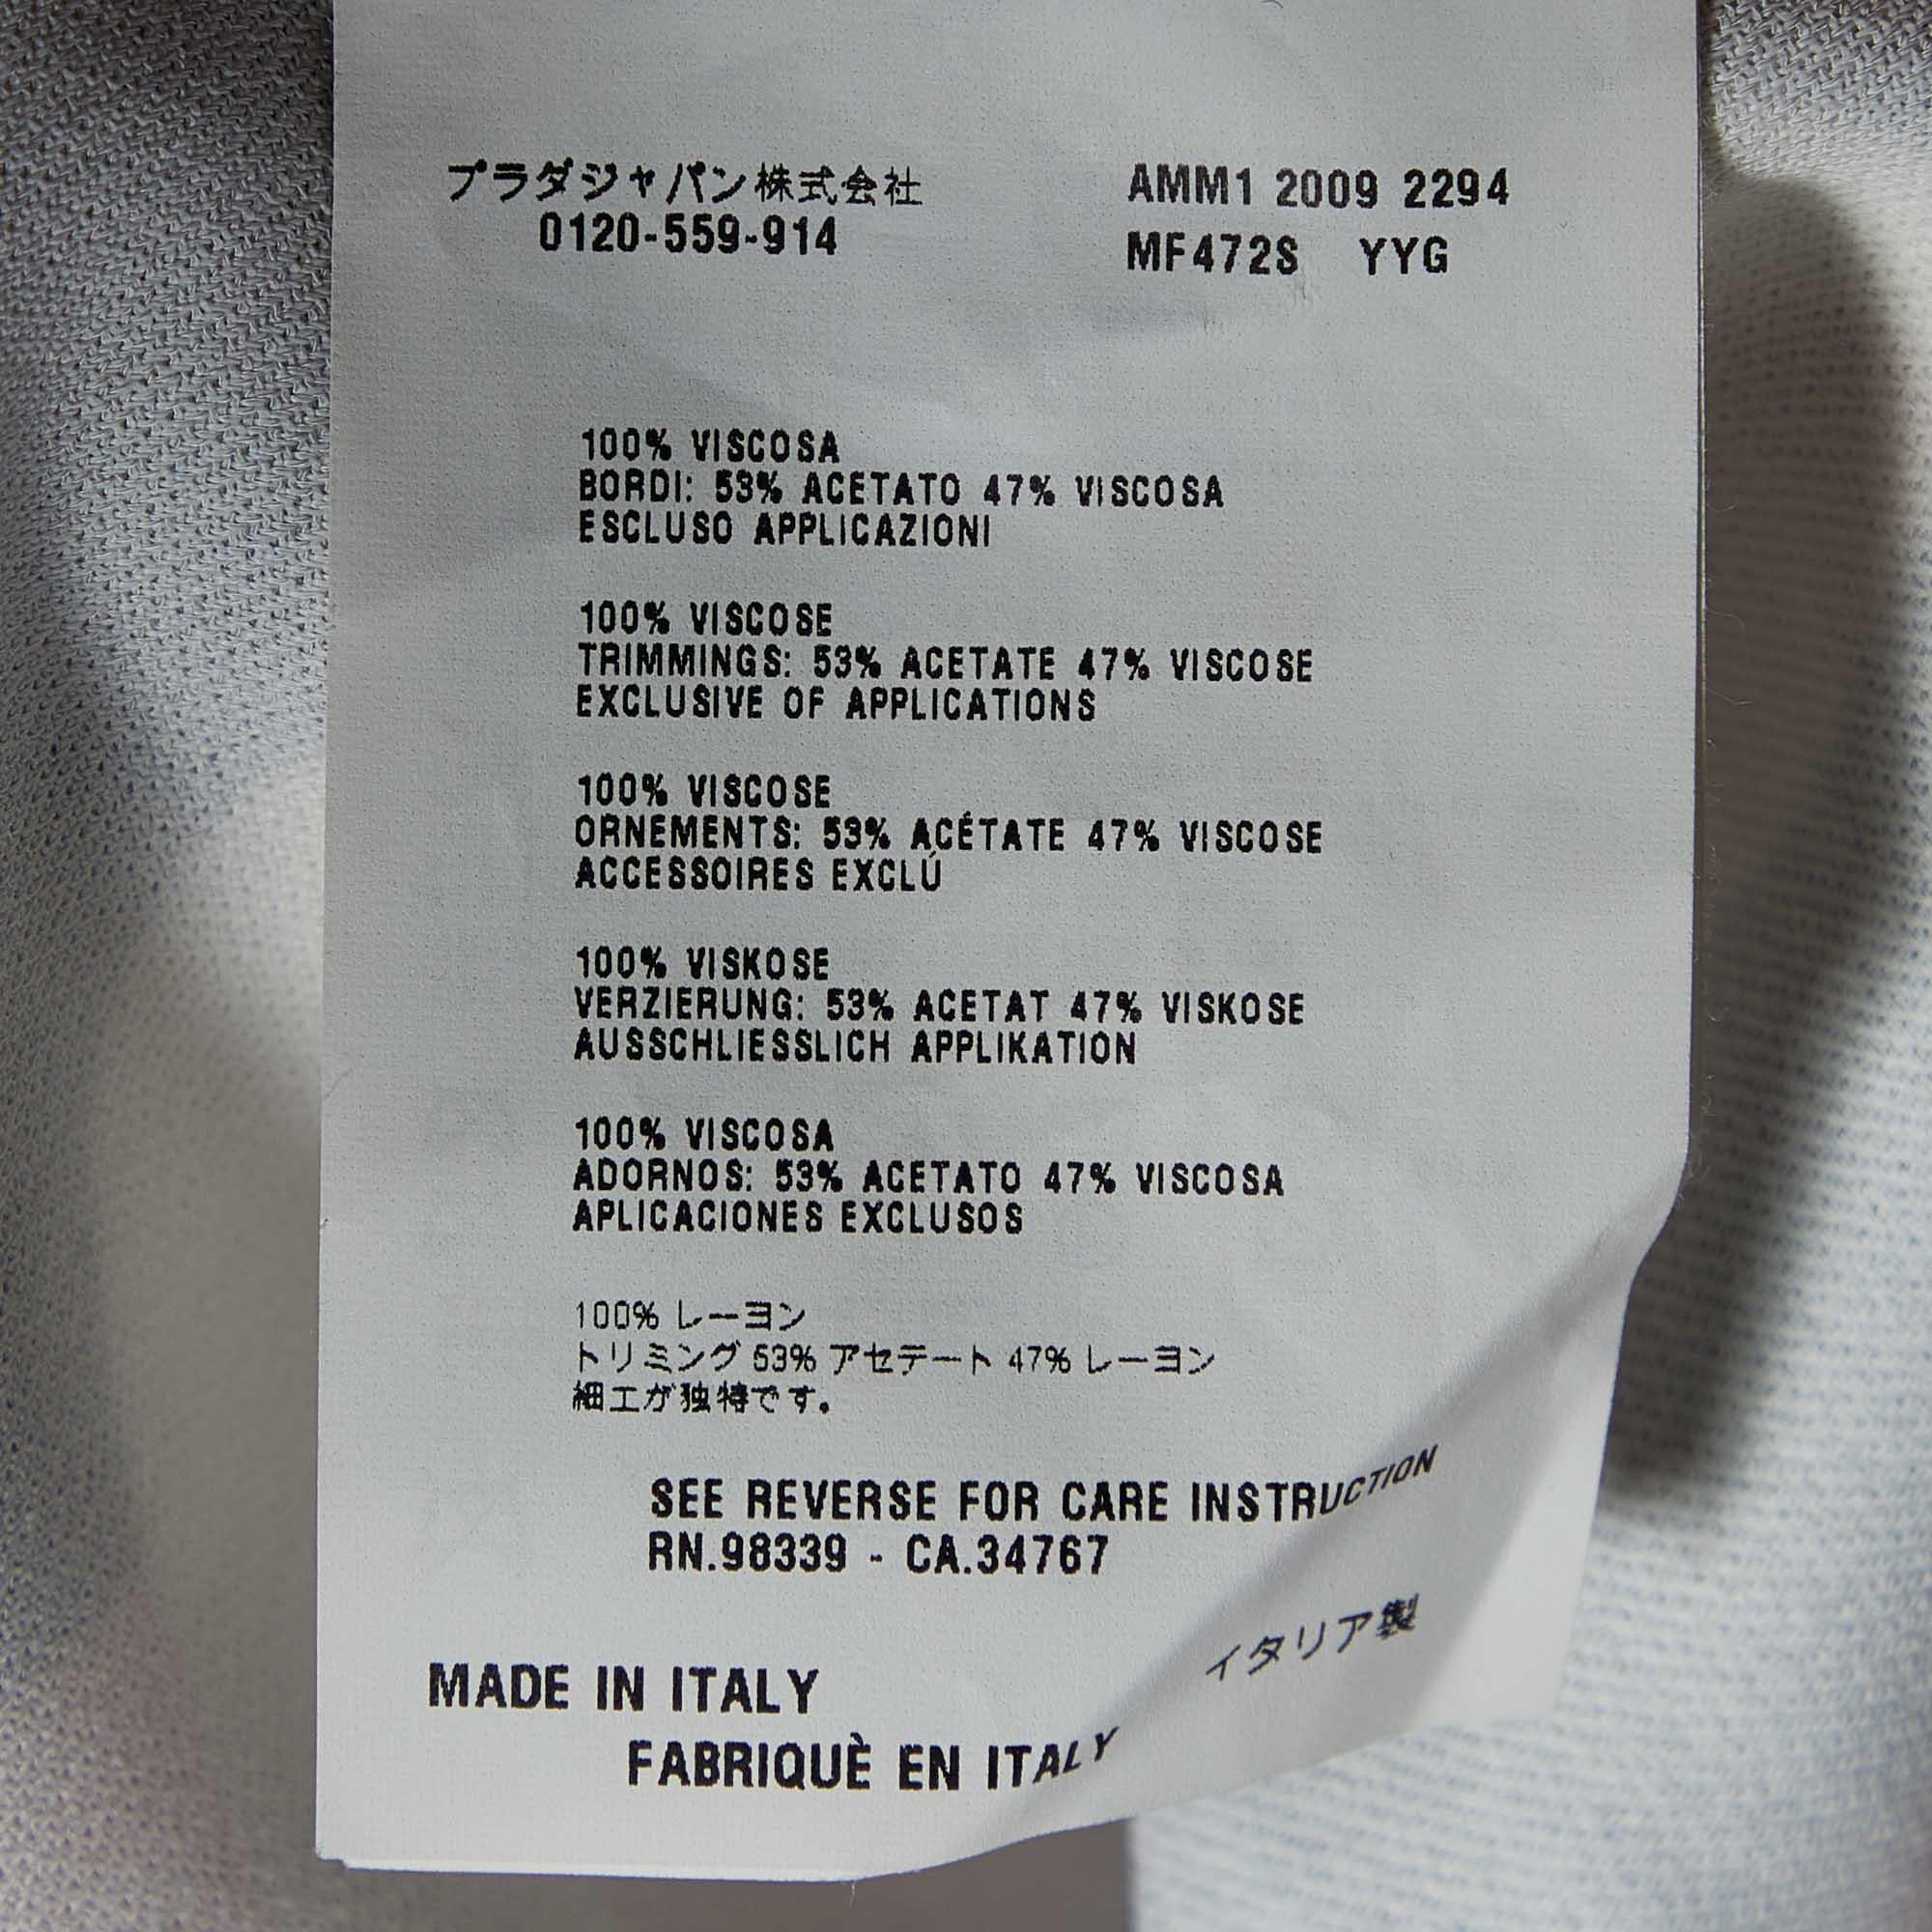 プラダジャパン株式会社
0120-559-914
AMM1 2009 2294
MF472S YYG
100% VISCOSA
BORDI: 53% ACETATO 47% VISCOSA
ESCLUSO APPLICAZIONI
100% VISCOSE
TRIMMINGS: 53% ACETATE 47% VISCOSE
EXCLUSIVE OF APPLICATIONS
100% VISCOSE
ORNEMENTS: 53% ACÉTATE 47% VISCOSE
ACCESSOIRES EXCLÚ
100% VISKOSE
VERZIERUNG: 53% ACETAT 47% VISKOSE
AUSSCHLIESSLICH APPLIKATION
100% VISCOSA
ADORNOS: 53% ACETATO 47% VISCOSA
APLICACIONES EXCLUSOS
100% レーヨン
トリミング 53% アセテート 47% レーヨン
細工が独特です。
SEE REVERSE FOR CARE INSTRUCTION
RN.98339 - CA.34767
イタリア製
MADE IN ITALY
FABRIQUÈ EN ITALY